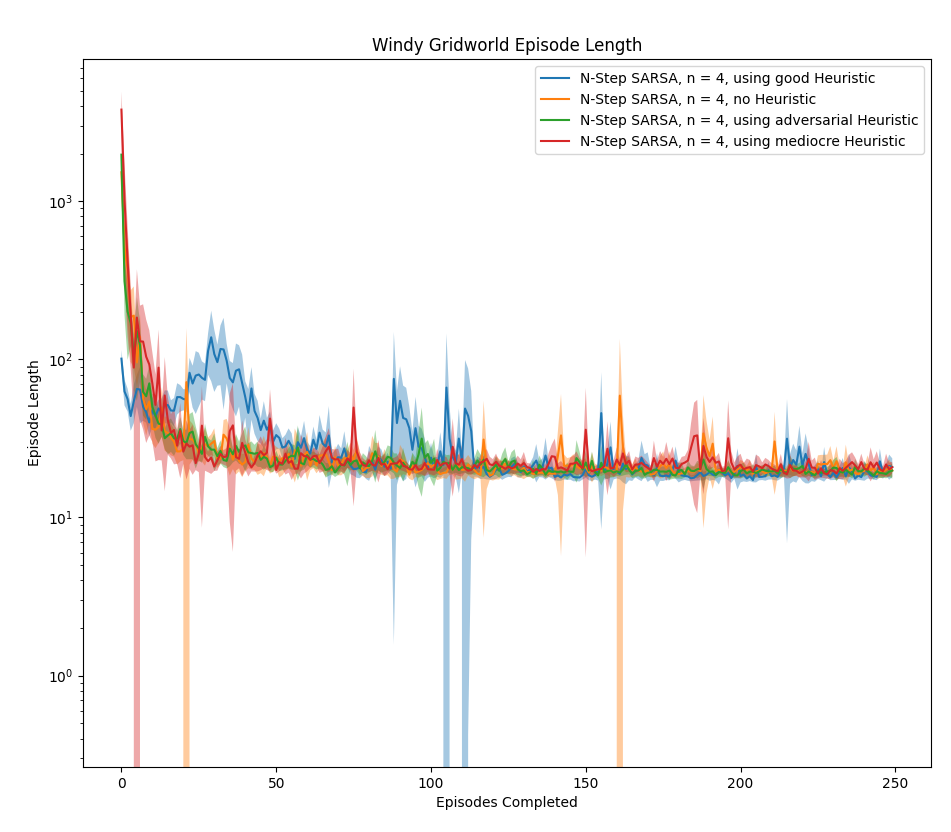 Windy Gridworld Episode Length
N-Step SARSA, n = 4, using good Heuristic
N-Step SARSA, n = 4, no Heuristic
N-Step SARSA, n = 4, using adversarial Heuristic
N-Step SARSA, n = 4, using mediocre Heuristic
Episode Length
10³
10²
10¹
10⁰
0 50 100 150 200 250
Episodes Completed